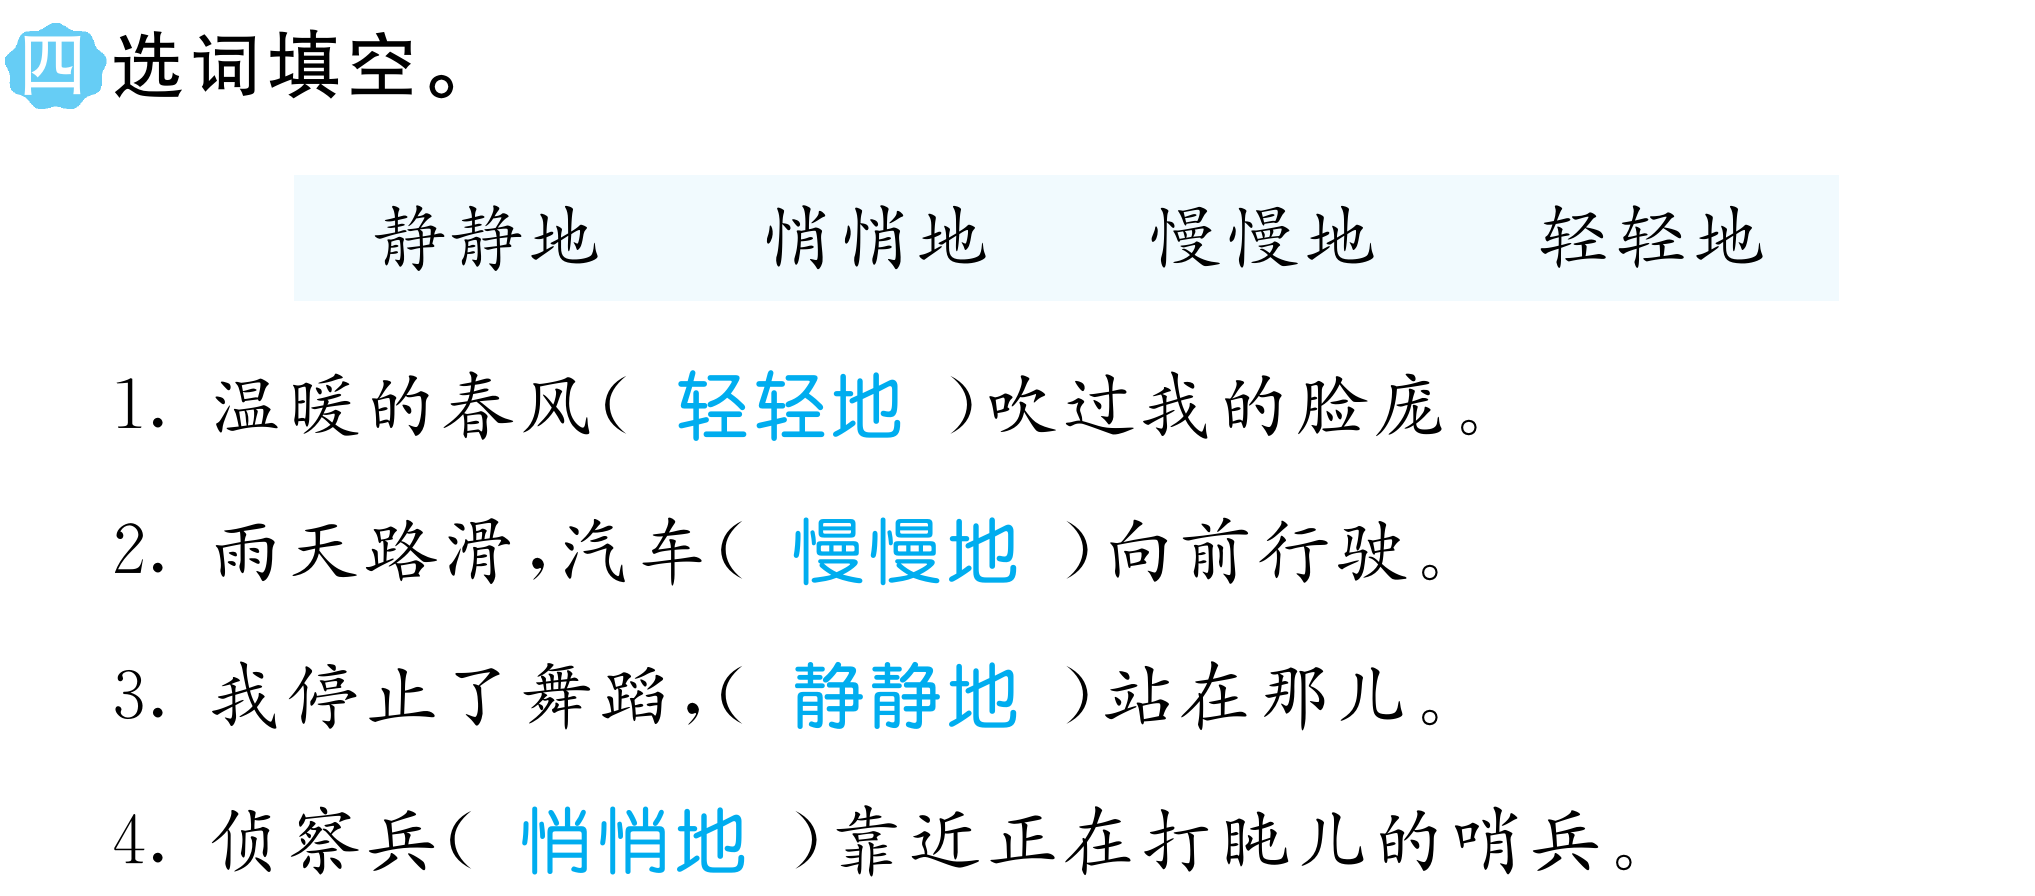 四 选词填空。
静静地 悄悄地 慢慢地 轻轻地
1. 温暖的春风( 轻轻地 )吹过我的脸庞。
2. 雨天路滑,汽车( 慢慢地 )向前行驶。
3. 我停止了舞蹈,( 静静地 )站在那儿。
4. 侦察兵( 悄悄地 )靠近正在打盹儿的哨兵。